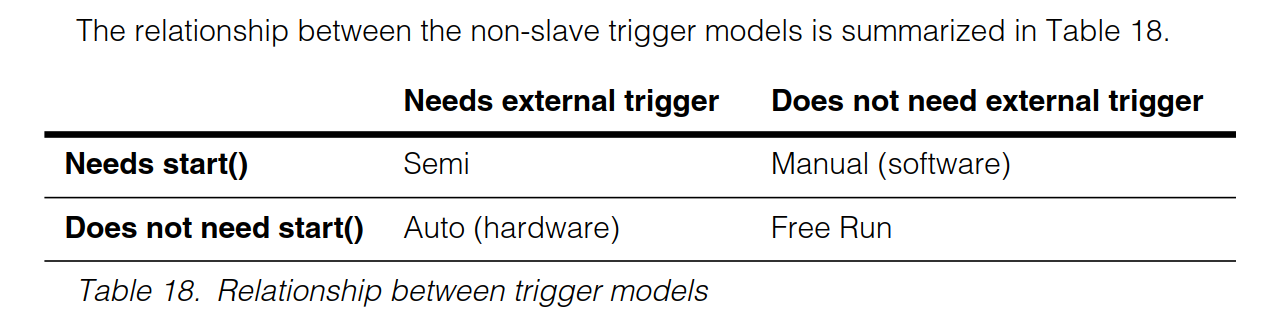 The relationship between the non-slave trigger models is summarized in Table 18.
Needs external trigger Does not need external trigger
Needs start() Semi Manual (software)
Does not need start() Auto (hardware) Free Run
Table 18. Relationship between trigger models